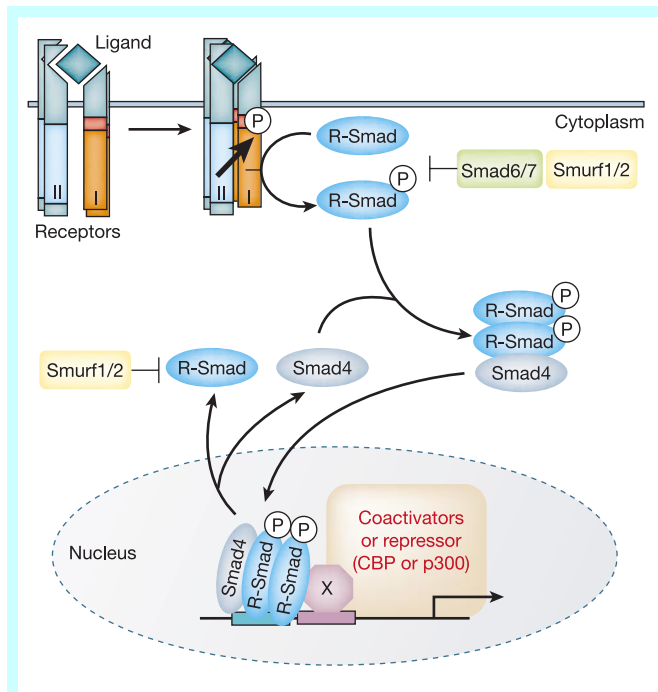 Ligand
P
R-Smad
Cytoplasm
II
I
II
I
P
R-Smad
Smad6/7
Smurf1/2
Receptors
P
R-Smad
P
R-Smad
Smad4
Smurf1/2
R-Smad
Smad4
Nucleus
P
P
Smad4
R-Smad
R-Smad
X
Coactivators
or repressor
(CBP or p300)